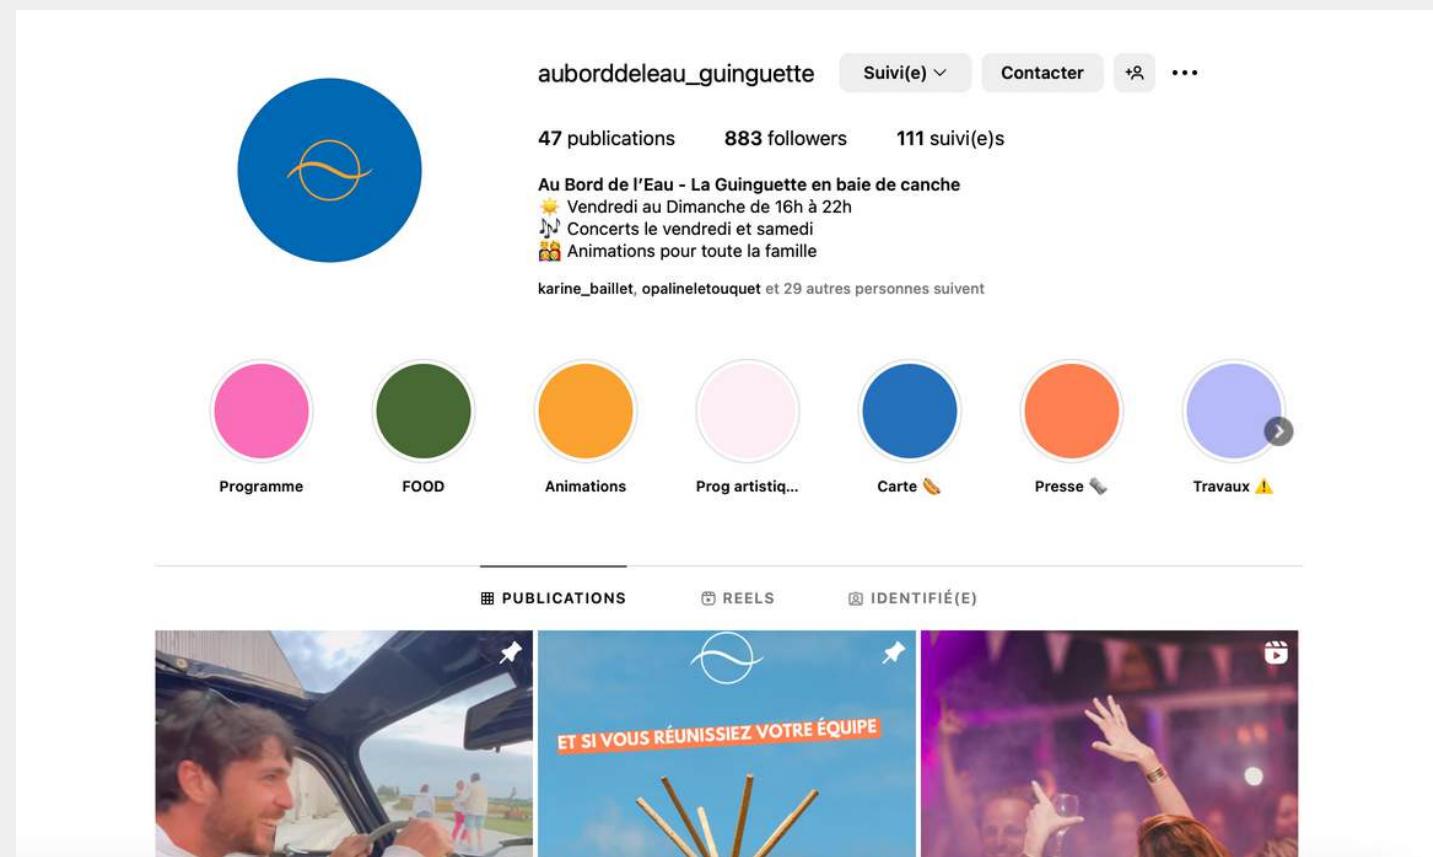 auborddeleau_guinguette Suivi(e) Contacter
47 publications 883 followers 111 suivi(e)s
Au Bord de l'Eau - La Guinguette en baie de canche
☀️ Vendredi au Dimanche de 16h à 22h
🎶 Concerts le vendredi et samedi
👨‍👩‍👧‍👦 Animations pour toute la famille
karine_baillet, opalineletouquet et 29 autres personnes suivent
Programme FOOD Animations Prog artistiq... Carte 🌭 Presse 🗞️ Travaux ⚠️
PUBLICATIONS REELS IDENTIFIÉ(E)
ET SI VOUS RÉUNISSIEZ VOTRE ÉQUIPE